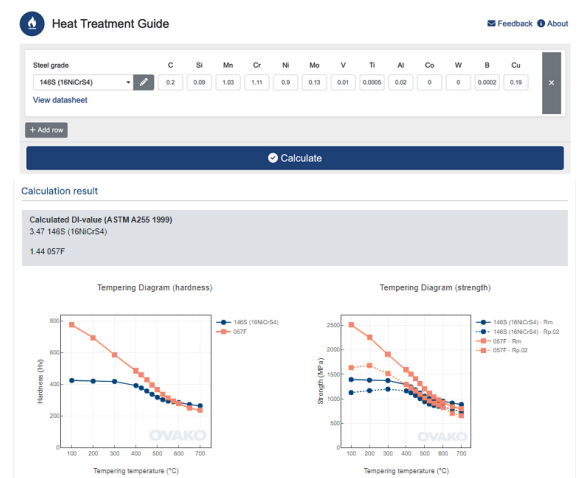 Heat Treatment Guide
Feedback About
Steel grade C Si Mn Cr Ni Mo V Ti Al Co W B Cu
146S (16NiCrS4) 0.2 0.09 1.03 1.11 0.9 0.13 0.01 0.0005 0.02 0 0 0.0002 0.19 ×
View datasheet
+ Add row
Calculate
Calculation result
Calculated DI-value (ASTM A255 1999)
3.47 146S (16NiCrS4)
1.44 057F
Tempering Diagram (hardness)
800
600
400
200
0
Hardness (Hv)
100 200 300 400 500 600 700
Tempering temperature (°C)
OVAKO
146S (16NiCrS4)
057F
Tempering Diagram (strength)
2500
2000
1500
1000
500
0
Strength (MPa)
100 200 300 400 500 600 700
Tempering temperature (°C)
OVAKO
146S (16NiCrS4) - Rm
146S (16NiCrS4) - Rp.02
057F - Rm
057F - Rp.02